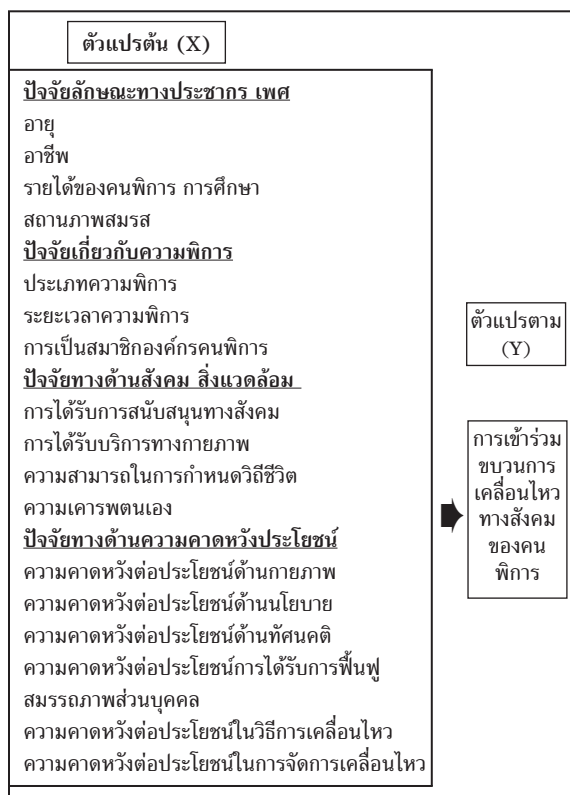 ตัวแปรต้น (X)
ปัจจัยลักษณะทางประชากร เพศ
อายุ
อาชีพ
รายได้ของคนพิการ การศึกษา
สถานภาพสมรส
ปัจจัยเกี่ยวกับความพิการ
ประเภทความพิการ
ระยะเวลาความพิการ
การเป็นสมาชิกองค์กรคนพิการ
ปัจจัยทางด้านสังคม สิ่งแวดล้อม
การได้รับการสนับสนุนทางสังคม
การได้รับบริการทางกายภาพ
ความสามารถในการกำหนดวิถีชีวิต
ความเคารพตนเอง
ปัจจัยทางด้านความคาดหวังประโยชน์
ความคาดหวังต่อประโยชน์ด้านกายภาพ
ความคาดหวังต่อประโยชน์ด้านนโยบาย
ความคาดหวังต่อประโยชน์ด้านทัศนคติ
ความคาดหวังต่อประโยชน์การได้รับการฟื้นฟู
สมรรถภาพส่วนบุคคล
ความคาดหวังต่อประโยชน์ในวิธีการเคลื่อนไหว
ความคาดหวังต่อประโยชน์ในการจัดการเคลื่อนไหว
ตัวแปรตาม
(Y)
การเข้าร่วม
ขบวนการ
เคลื่อนไหว
ทางสังคม
ของคน
พิการ